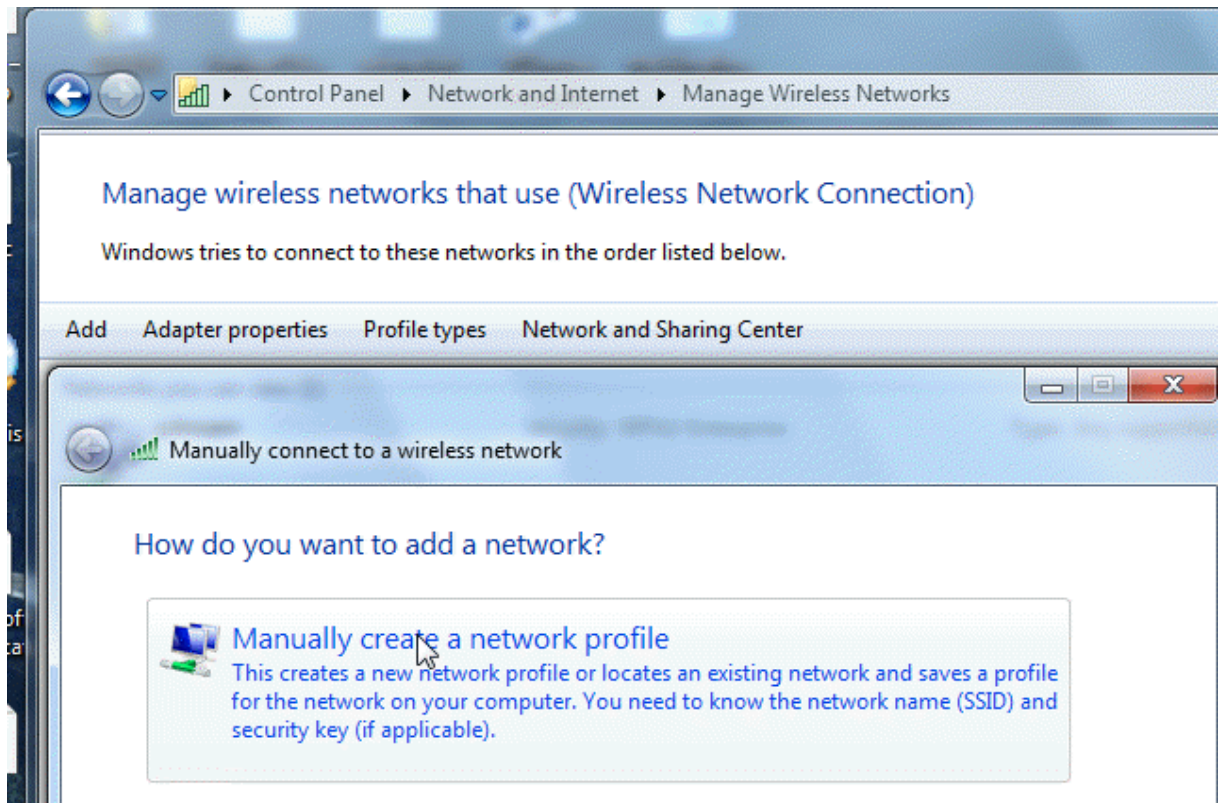 Control Panel Network and Internet Manage Wireless Networks
Manage wireless networks that use (Wireless Network Connection)
Windows tries to connect to these networks in the order listed below.
Add Adapter properties Profile types Network and Sharing Center
is
Manually connect to a wireless network
How do you want to add a network?
of
Manually create a network profile
This creates a new network profile or locates an existing network and saves a profile
for the network on your computer. You need to know the network name (SSID) and
security key (if applicable).